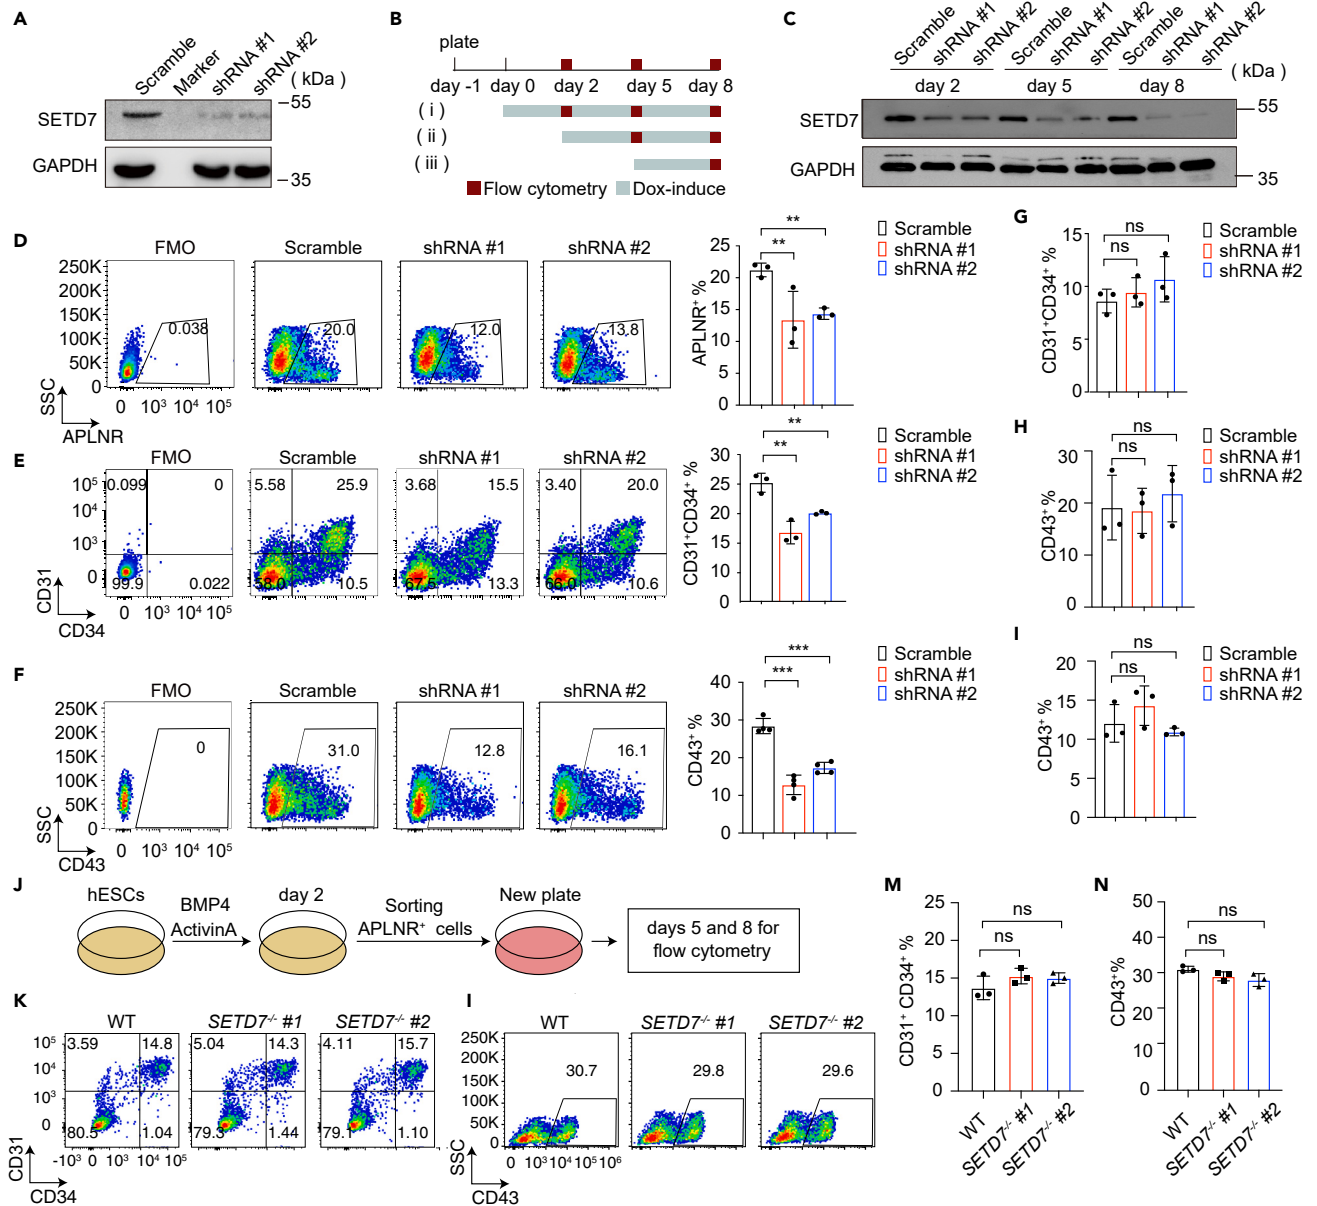 A
Scramble
Marker
shRNA #1
shRNA #2
( kDa )
SETD7
55
GAPDH
35
B
plate
day -1 day 0 day 2 day 5 day 8
( i )
( ii )
( iii )
Flow cytometry Dox-induce
C
Scramble
shRNA #1
shRNA #2
Scramble
shRNA #1
shRNA #2
Scramble
shRNA #1
shRNA #2
( kDa )
day 2 day 5 day 8
SETD7
55
GAPDH
35
D
FMO Scramble shRNA #1 shRNA #2
250K
200K
150K
100K
50K
0
0.038 20.0 12.0 13.8
0 10³ 10⁴ 10⁵
SSC
APLNR
APLNR⁺ %
25
20
15
10
5
0
**
**
Scramble
shRNA #1
shRNA #2
G
CD31⁺CD34⁺ %
15
10
5
0
ns
ns
E
FMO Scramble shRNA #1 shRNA #2
10⁵
10⁴
10³
0
0.099 0 5.58 25.9 3.68 15.5 3.40 20.0
99.9 0.022 58.0 10.5 67.5 13.3 66.0 10.6
0 10³ 10⁴ 10⁵
CD31
CD34
CD31⁺CD34⁺ %
30
25
20
15
10
0
**
**
Scramble
shRNA #1
shRNA #2
H
CD43⁺ %
30
20
10
0
ns
ns
Scramble
shRNA #1
shRNA #2
F
FMO Scramble shRNA #1 shRNA #2
250K
200K
150K
100K
50K
0
0 31.0 12.8 16.1
0 10³ 10⁴ 10⁵
SSC
CD43
CD43⁺ %
40
30
20
10
0
***
***
Scramble
shRNA #1
shRNA #2
I
CD43⁺ %
20
15
10
5
0
ns
ns
Scramble
shRNA #1
shRNA #2
J
hESCs
BMP4
ActivinA
day 2
Sorting
APLNR⁺ cells
New plate
days 5 and 8 for
flow cytometry
K
WT SETD7⁻/⁻ #1 SETD7⁻/⁻ #2
10⁵
10⁴
10³
0
3.59 14.8 5.04 14.3 4.11 15.7
80.5 1.04 79.3 1.44 79.1 1.10
-10³ 0 10³ 10⁴ 10⁵
CD31
CD34
I
WT SETD7⁻/⁻ #1 SETD7⁻/⁻ #2
250K
200K
150K
100K
50K
0
30.7 29.8 29.6
0 10³ 10⁴ 10⁵ 10⁶
SSC
CD43
M
CD31⁺ CD34⁺ %
25
20
15
10
5
0
ns
ns
WT
SETD7⁻/⁻ #1
SETD7⁻/⁻ #2
N
CD43⁺%
50
40
30
20
10
0
ns
ns
WT
SETD7⁻/⁻ #1
SETD7⁻/⁻ #2